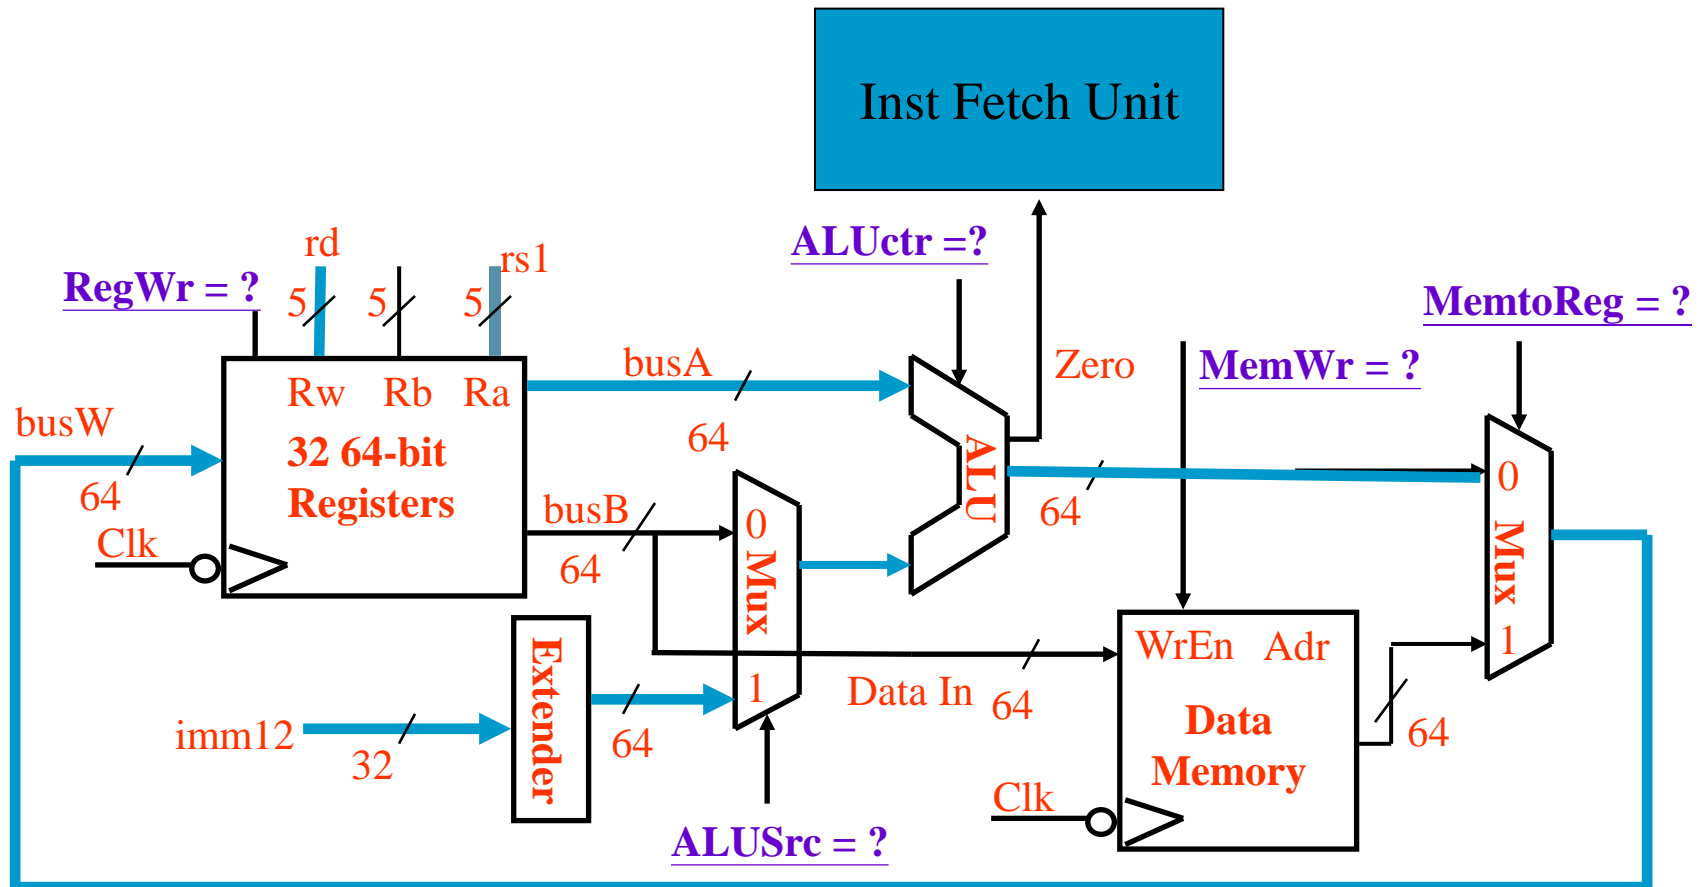 Inst Fetch Unit
ALUctr =?
rd
rs1
RegWr = ?
5
5
5
MemtoReg = ?
busA
Zero
MemWr = ?
Rw Rb Ra
busW
64
32 64-bit
Registers
ALU
0
64
64
busB
0
Clk
64
Mux
Mux
Extender
WrEn Adr
1
1
Data In
64
imm12
64
Data
Memory
64
32
Clk
ALUSrc = ?